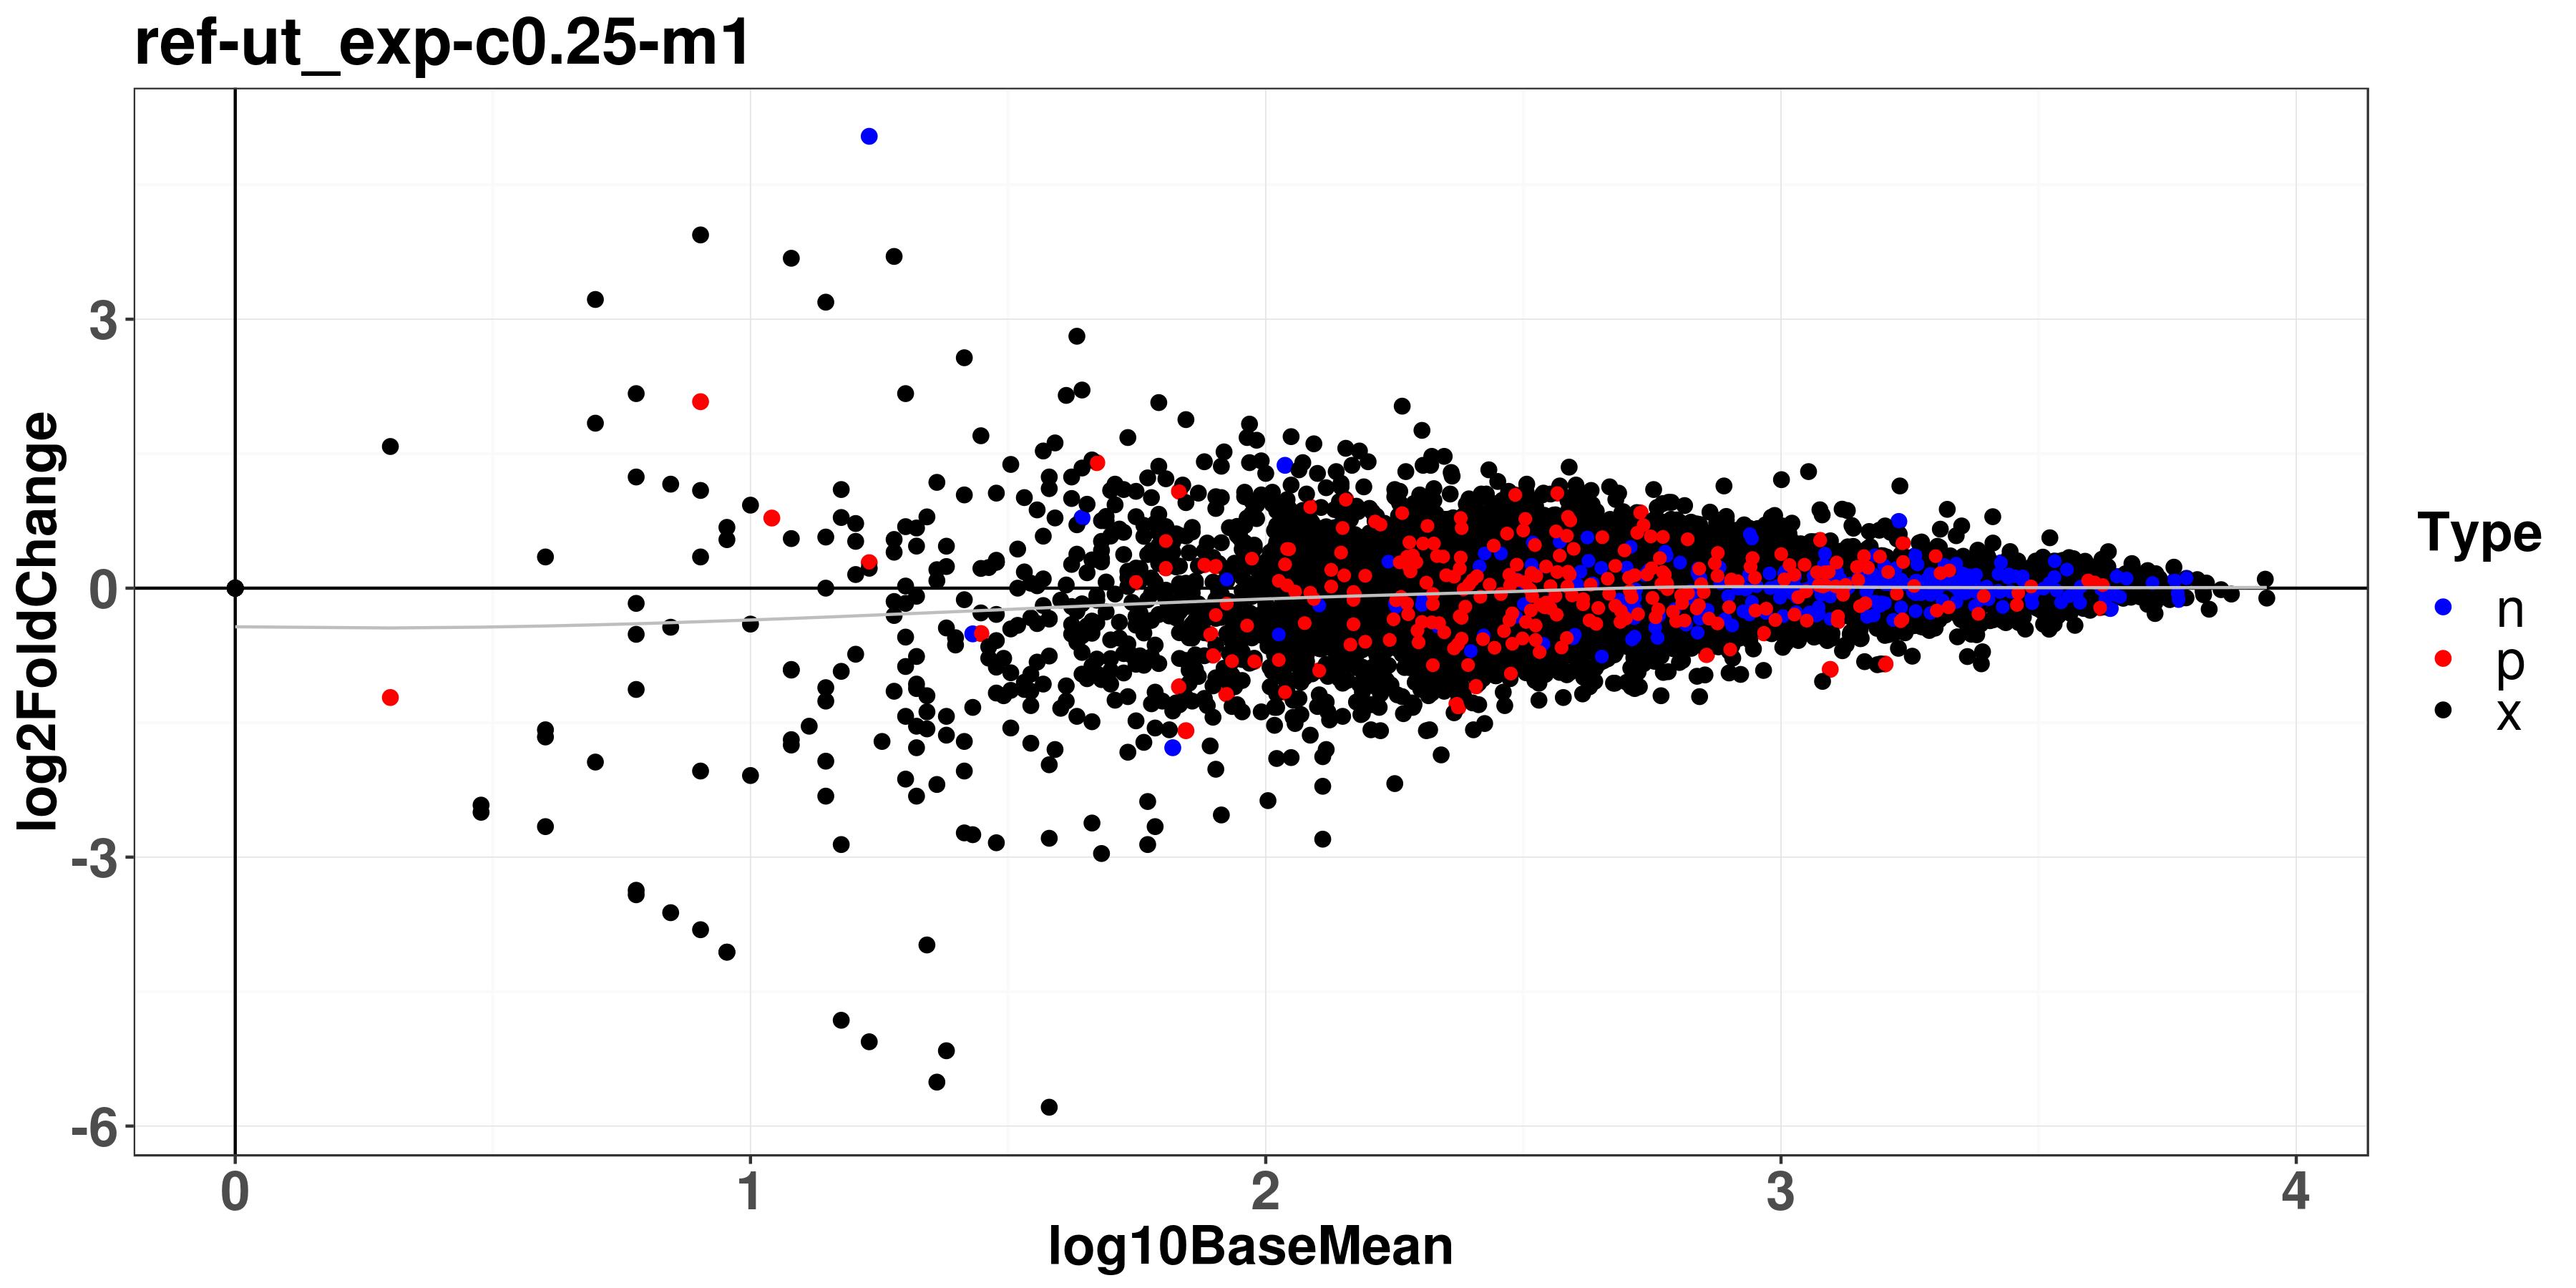 ref-ut_exp-c0.25-m1
log2FoldChange
3
0
-3
-6
0 1 2 3 4
log10BaseMean
Type
n
p
x